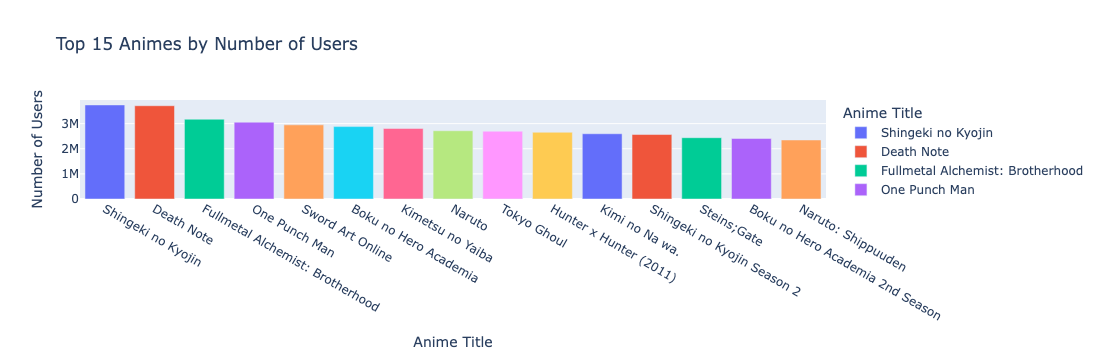 Top 15 Animes by Number of Users
Number of Users
3M
2M
1M
0
Shingeki no Kyojin
Death Note
Fullmetal Alchemist: Brotherhood
One Punch Man
Sword Art Online
Boku no Hero Academia
Kimetsu no Yaiba
Naruto
Tokyo Ghoul
Hunter x Hunter (2011)
Kimi no Na wa.
Shingeki no Kyojin Season 2
Steins;Gate
Boku no Hero Academia 2nd Season
Naruto: Shippuuden
Anime Title
Anime Title
Shingeki no Kyojin
Death Note
Fullmetal Alchemist: Brotherhood
One Punch Man